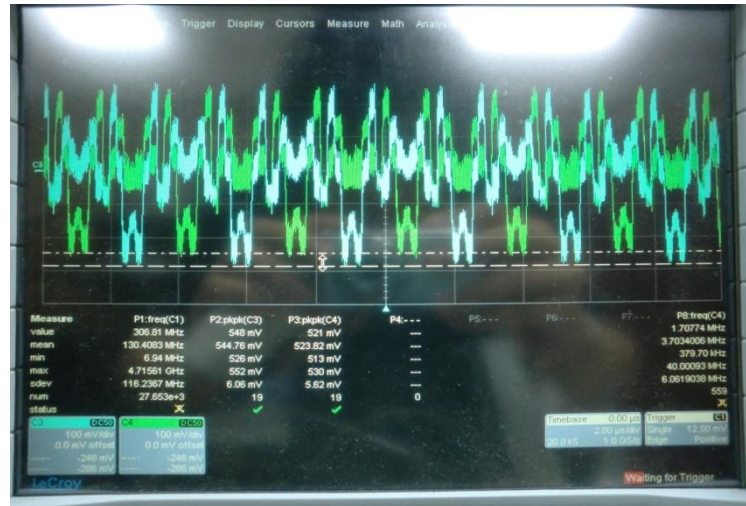 Trigger Display Cursors Measure Math
C3
Measure P1:freq(C1) P2:pkpk(C3) P3:pkpk(C4) P4:- - - P5:- - - P6:- - - P7:- - - P8:freq(C4)
value 306.81 MHz 548 mV 521 mV --- 1.70774 MHz
mean 130.4083 MHz 544.76 mV 523.82 mV --- 3.7034006 MHz
min 6.94 MHz 526 mV 513 mV --- 379.70 kHz
max 4.71561 GHz 552 mV 530 mV --- 40.00093 MHz
sdev 116.2367 MHz 6.06 mV 5.62 mV --- 6.0619038 MHz
num 27.653e+3 19 19 0 559
status
C3 DC50 C4 DC50 Timebase 0.00 µs Trigger C1
100 mV/div 100 mV/div 2.00 µs/div Single 12.50 mV
0.0 mV offset 0.0 mV offset 20.0 kS 1.0 GS/s Edge Positive
-246 mV -246 mV
-266 mV -266 mV
LeCroy Waiting for Trigger